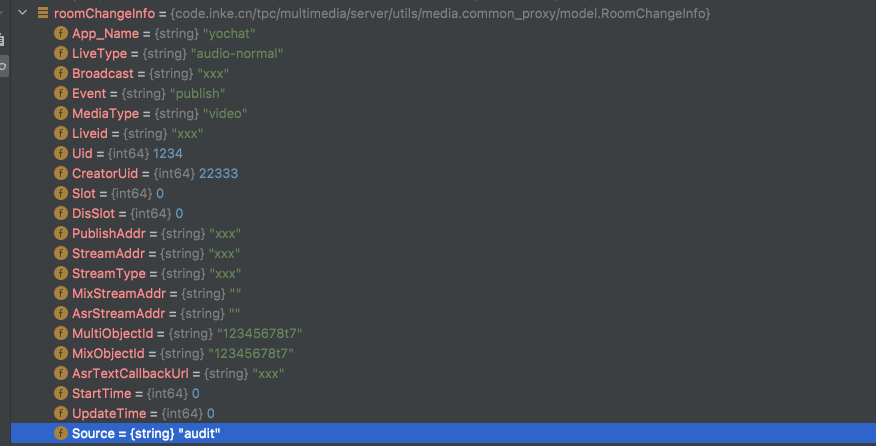 roomChangeInfo = {code.inke.cn/tpc/multimedia/server/utils/media.common_proxy/model.RoomChangeInfo}
f App_Name = {string} "yochat"
f LiveType = {string} "audio-normal"
f Broadcast = {string} "xxx"
f Event = {string} "publish"
f MediaType = {string} "video"
f Liveid = {string} "xxx"
f Uid = {int64} 1234
f CreatorUid = {int64} 22333
f Slot = {int64} 0
f DisSlot = {int64} 0
f PublishAddr = {string} "xxx"
f StreamAddr = {string} "xxx"
f StreamType = {string} "xxx"
f MixStreamAddr = {string} ""
f AsrStreamAddr = {string} ""
f MultiObjectId = {string} "12345678t7"
f MixObjectId = {string} "12345678t7"
f AsrTextCallbackUrl = {string} "xxx"
f StartTime = {int64} 0
f UpdateTime = {int64} 0
f Source = {string} "audit"